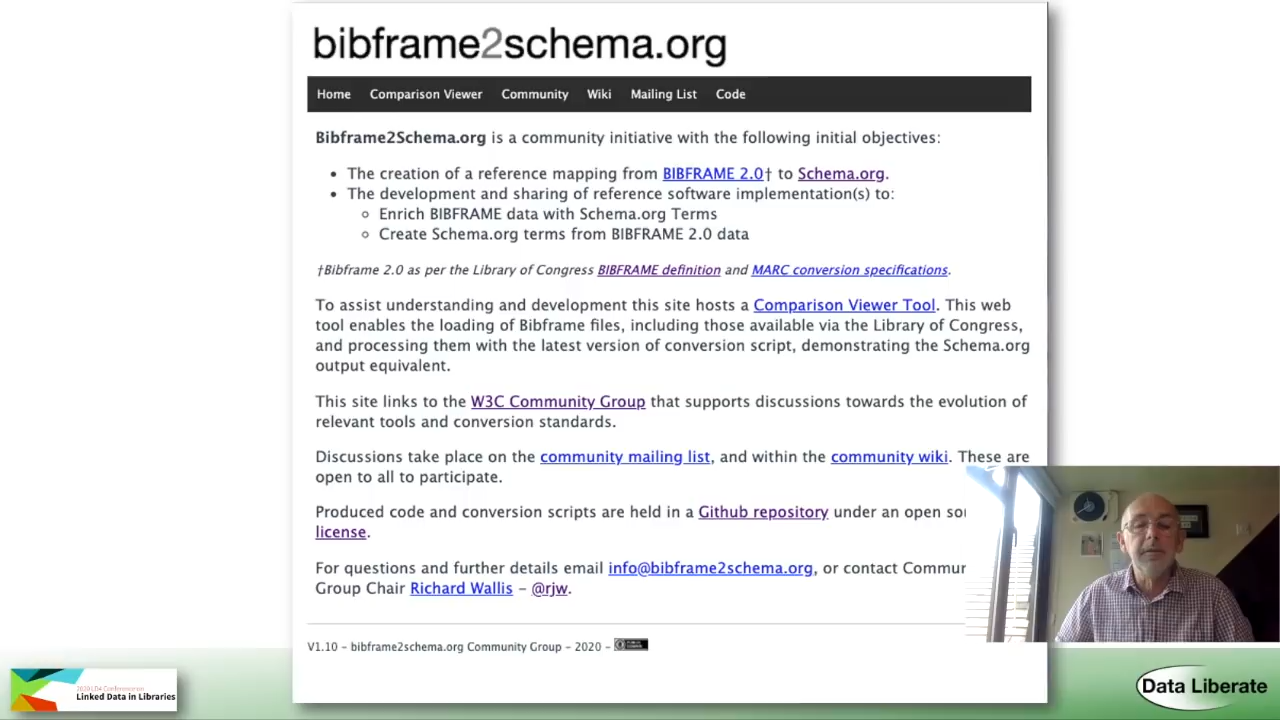 bibframe2schema.org
Home Comparison Viewer Community Wiki Mailing List Code
Bibframe2Schema.org is a community initiative with the following initial objectives:
• The creation of a reference mapping from BIBFRAME 2.0† to Schema.org.
• The development and sharing of reference software implementation(s) to:
◦ Enrich BIBFRAME data with Schema.org Terms
◦ Create Schema.org terms from BIBFRAME 2.0 data
†Bibframe 2.0 as per the Library of Congress BIBFRAME definition and MARC conversion specifications.
To assist understanding and development this site hosts a Comparison Viewer Tool. This web
tool enables the loading of Bibframe files, including those available via the Library of Congress,
and processing them with the latest version of conversion script, demonstrating the Schema.org
output equivalent.
This site links to the W3C Community Group that supports discussions towards the evolution of
relevant tools and conversion standards.
Discussions take place on the community mailing list, and within the community wiki. These are
open to all to participate.
Produced code and conversion scripts are held in a Github repository under an open
license.
For questions and further details email info@bibframe2schema.org, or contact
Group Chair Richard Wallis – @rjw.
V1.10 – bibframe2schema.org Community Group – 2020 –
2020 LD4 Conference on
Linked Data in Libraries
Data Liberate